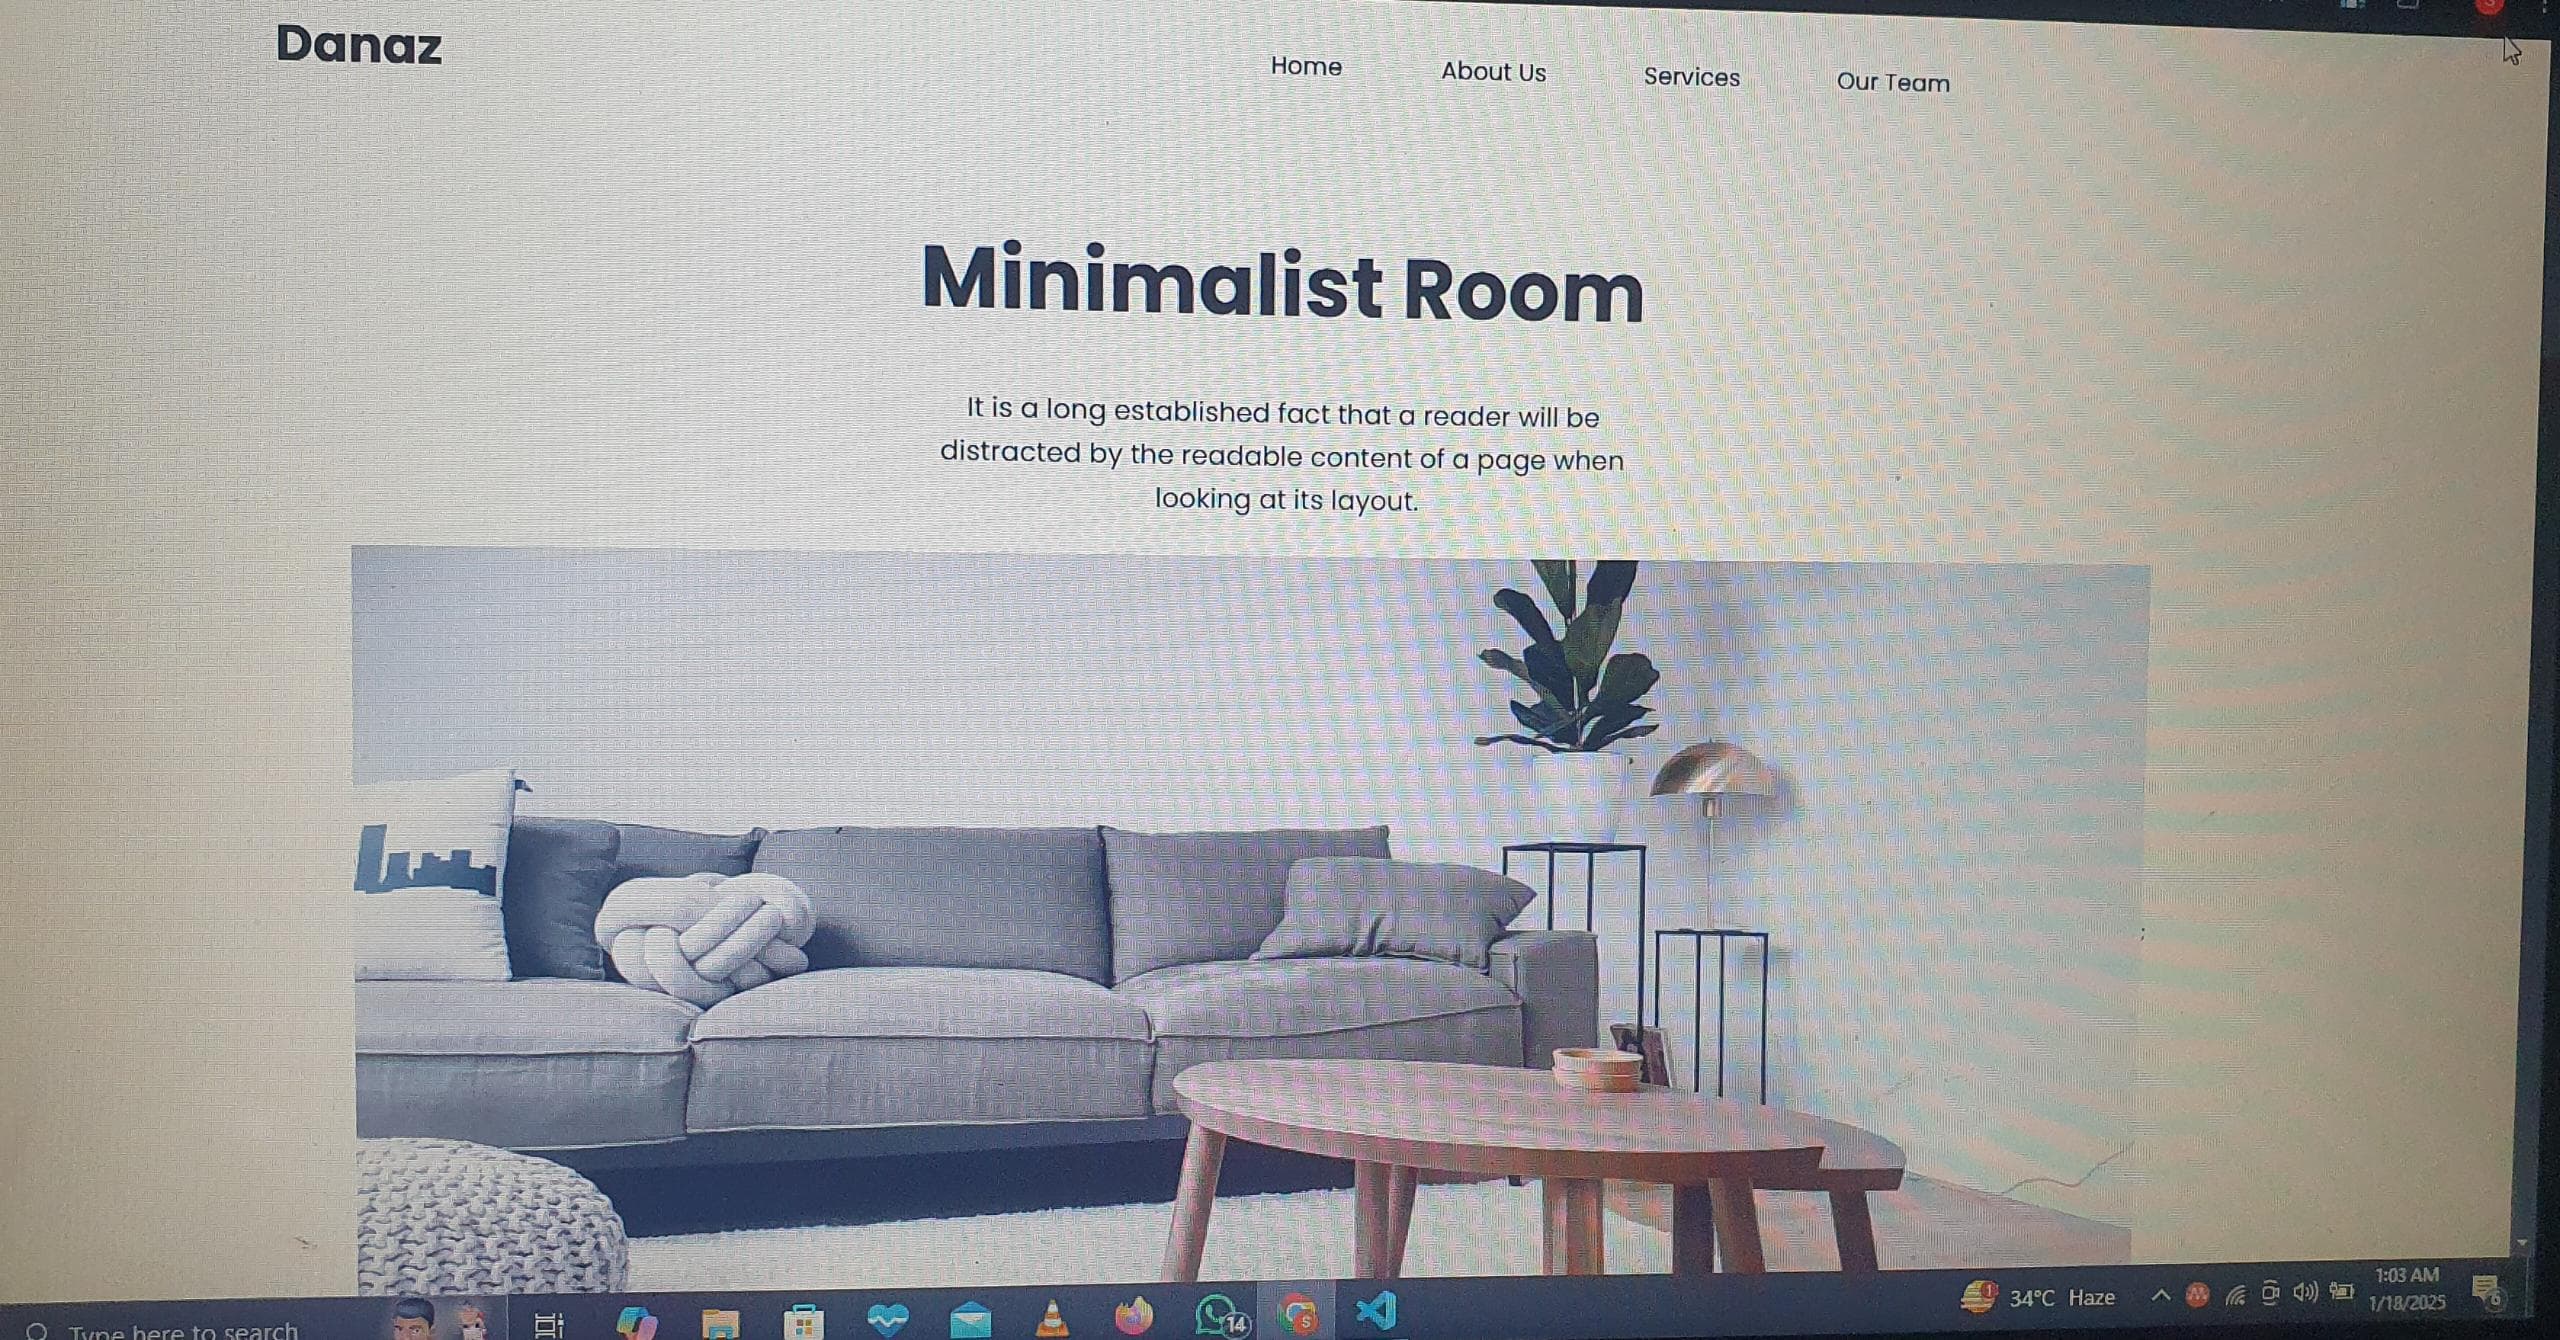 Danaz
Home About Us Services Our Team
Minimalist Room
It is a long established fact that a reader will be
distracted by the readable content of a page when
looking at its layout.
Type here to search
14
S
34°C Haze
1:03 AM
1/18/2025
6